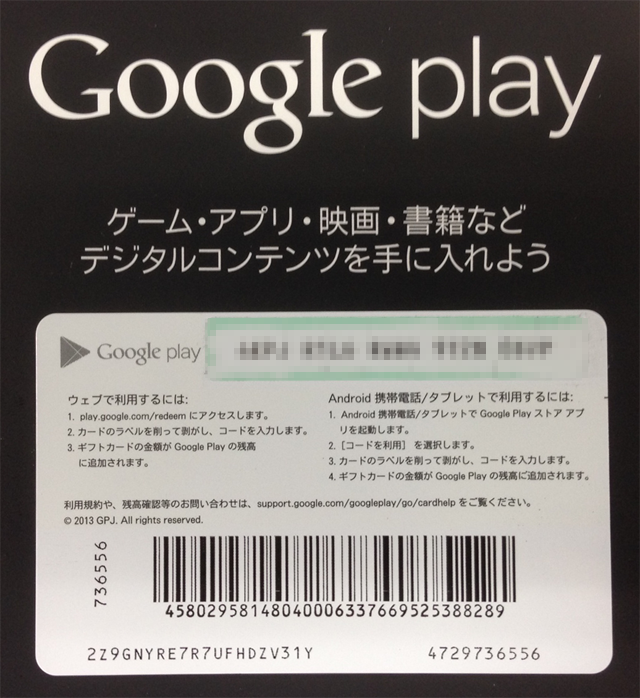 Google play
ゲーム・アプリ・映画・書籍など
デジタルコンテンツを手に入れよう
Google play
ウェブで利用するには:
1. play.google.com/redeem にアクセスします。
2. カードのラベルを削って剥がし、コードを入力します。
3. ギフトカードの金額が Google Play の残高
に追加されます。
Android 携帯電話/タブレットで利用するには:
1. Android 携帯電話/タブレットで Google Play ストア アプ
リを起動します。
2. [コードを利用] を選択します。
3. カードのラベルを削って剥がし、コードを入力します。
4. ギフトカードの金額が Google Play の残高に追加されます。
利用規約や、残高確認等のお問い合わせは、support.google.com/googleplay/go/cardhelp をご覧ください。
© 2013 GPJ. All rights reserved.
736556
45802958148040006337669525388289
2Z9GNYRE7R7UFHDZV31Y
4729736556